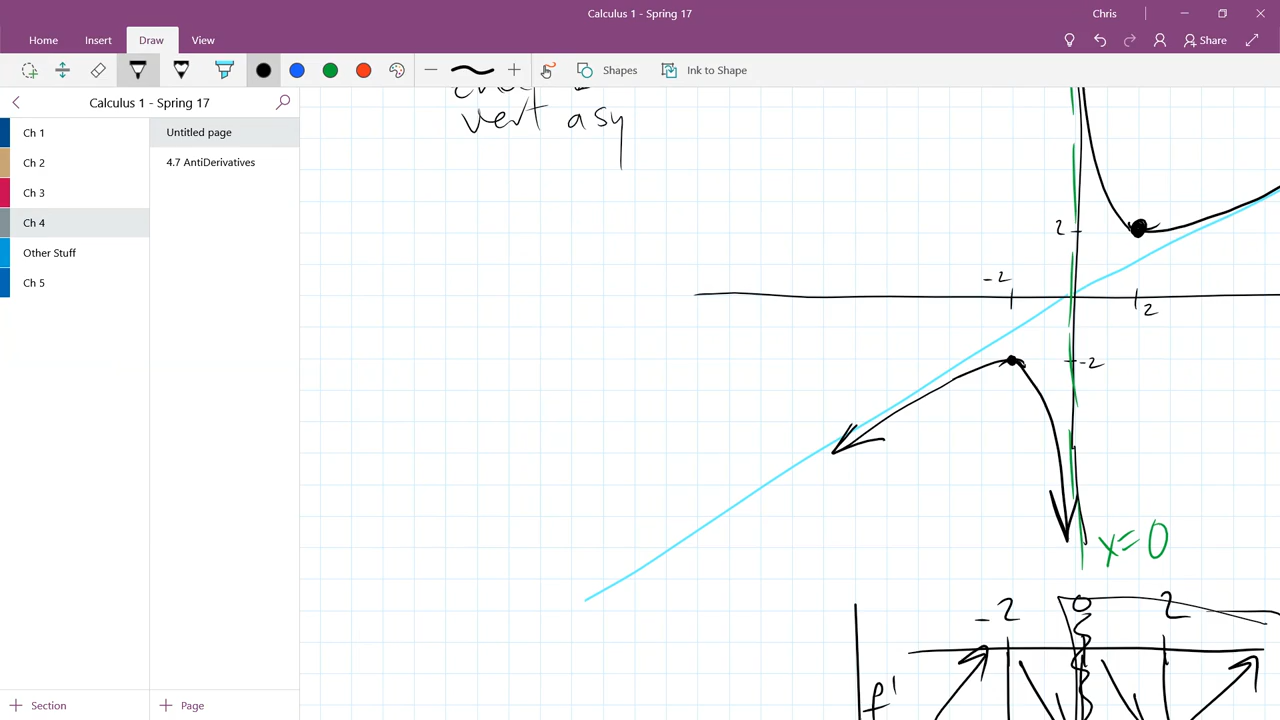 Calculus 1 - Spring 17
Chris
Home Insert Draw View
Share
Shapes
Ink to Shape
Calculus 1 - Spring 17
Ch 1
Ch 2
Ch 3
Ch 4
Other Stuff
Ch 5
Untitled page
4.7 AntiDerivatives
vert asy
2
-2
2
-2
x=0
-2 0 2
f'
Section
Page